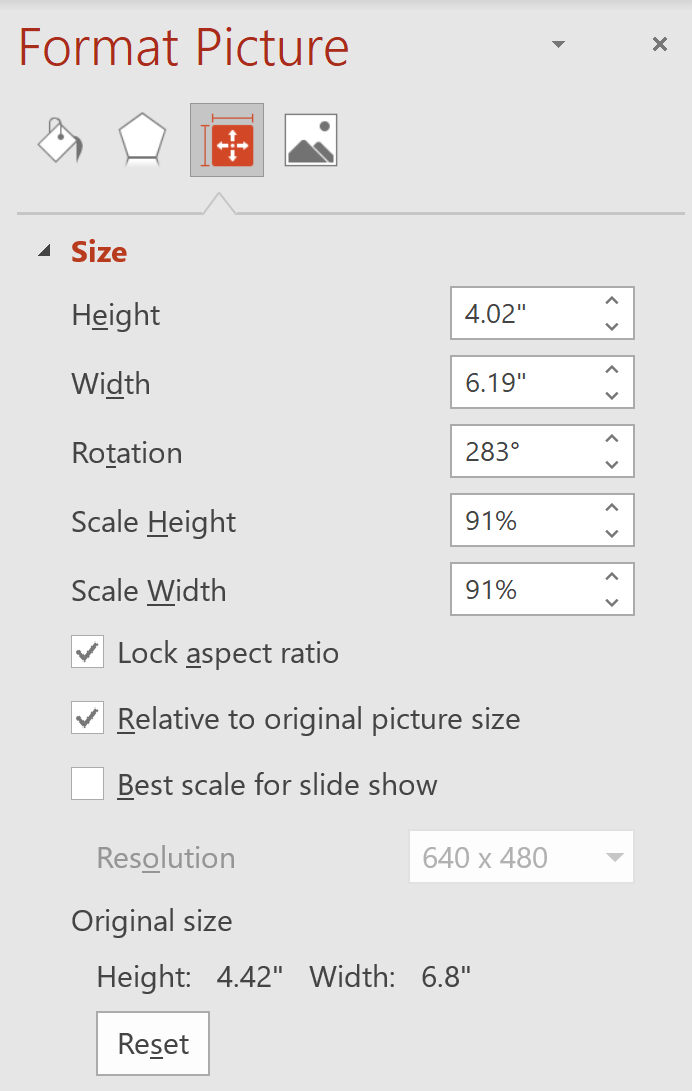 Format Picture
Size
Height 4.02"
Width 6.19"
Rotation 283°
Scale Height 91%
Scale Width 91%
Lock aspect ratio
Relative to original picture size
Best scale for slide show
Resolution 640 x 480
Original size
Height: 4.42" Width: 6.8"
Reset